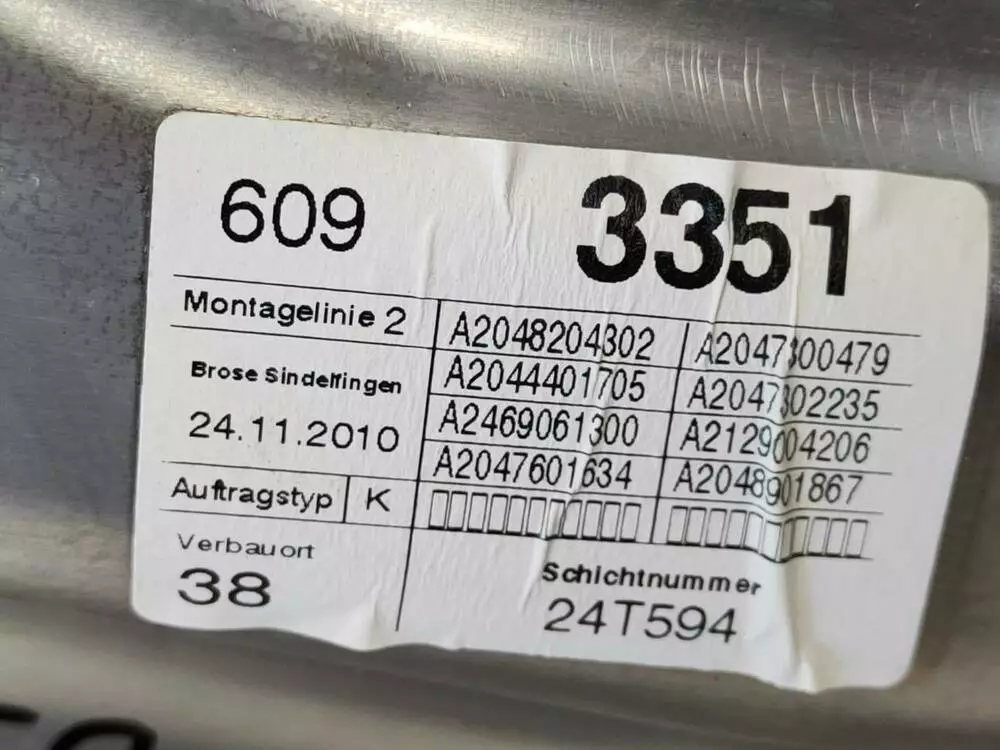 609 3351
Montagelinie 2
A2048204302 A2047300479
Brose Sindelfingen
A2044401705 A2047302235
24.11.2010
A2469061300 A2129004206
A2047601634 A2048901867
Auftragstyp K
Verbauort
38
Schichtnummer
24T594